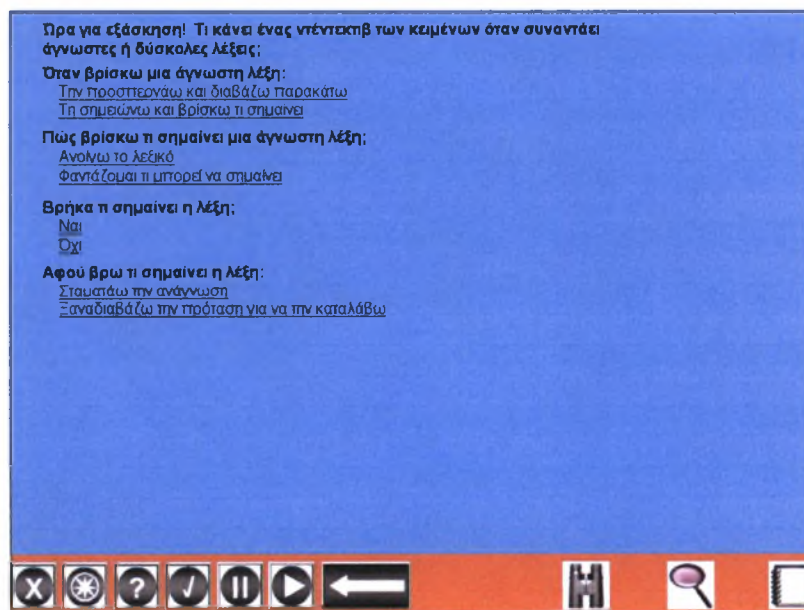 Ώρα για εξάσκηση! Τι κάνει ένας ντέντεκτιβ των κειμένων όταν συναντάει
άγνωστες ή δύσκολες λέξεις;
Όταν βρίσκω μια άγνωστη λέξη:
Την προσπερνάω και διαβάζω παρακάτω
Τη σημειώνω και βρίσκω τι σημαίνει
Πώς βρίσκω τι σημαίνει μια άγνωστη λέξη;
Ανοίγω το λεξικό
Φαντάζομαι τι μπορεί να σημαίνει
Βρήκα τι σημαίνει η λέξη;
Ναι
Όχι
Αφού βρω τι σημαίνει η λέξη:
Σταματάω την ανάγνωση
Ξαναδιαβάζω την πρόταση για να την καταλάβω